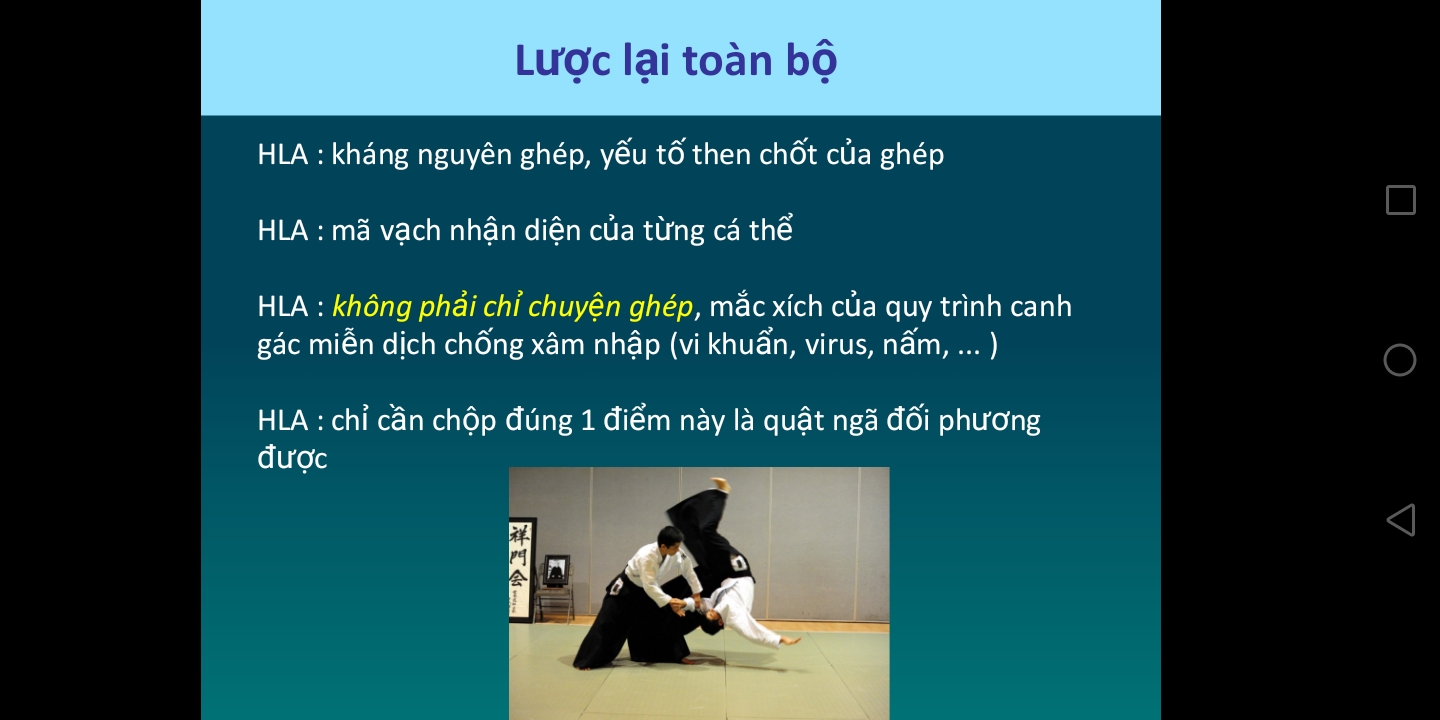 Lược lại toàn bộ
HLA : kháng nguyên ghép, yếu tố then chốt của ghép
HLA : mã vạch nhận diện của từng cá thể
HLA : không phải chỉ chuyện ghép, mắc xích của quy trình canh
gác miễn dịch chống xâm nhập (vi khuẩn, virus, nấm, ... )
HLA : chỉ cần chộp đúng 1 điểm này là quật ngã đối phương
được
祥
門
会